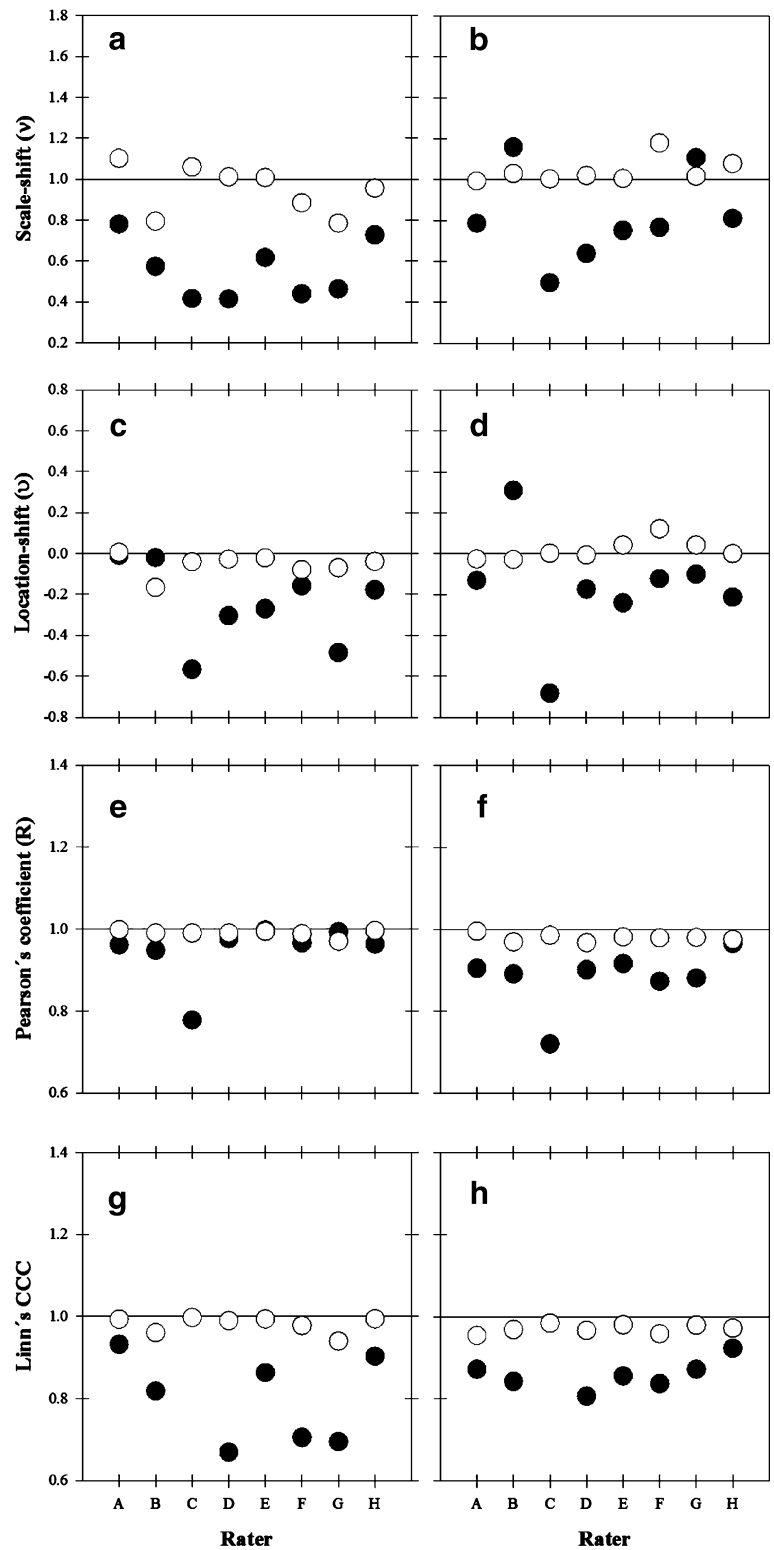 a
b
Scale-shift (ν)
1.8
1.6
1.4
1.2
1.0
0.8
0.6
0.4
0.2
c
d
Location-shift (υ)
0.8
0.6
0.4
0.2
0.0
-0.2
-0.4
-0.6
-0.8
e
f
Pearson´s coefficient (R)
1.4
1.2
1.0
0.8
0.6
g
h
Linn´s CCC
1.4
1.2
1.0
0.8
0.6
A B C D E F G H
A B C D E F G H
Rater
Rater